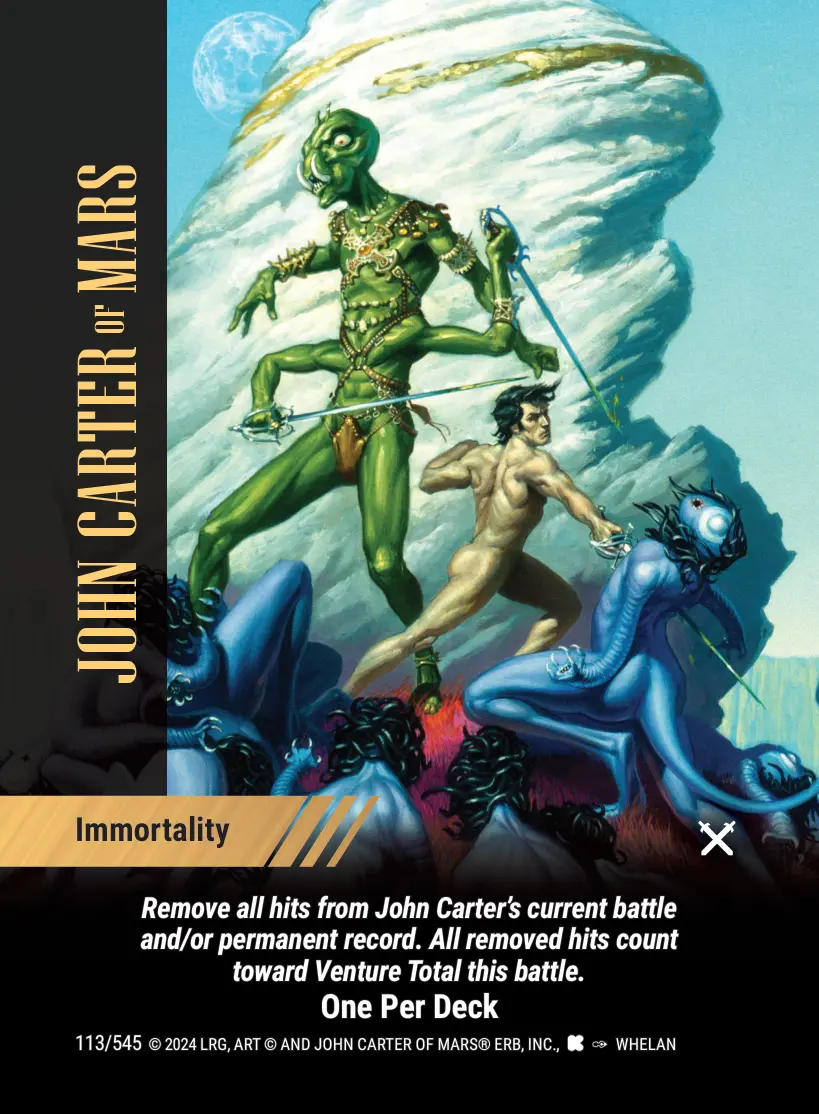 JOHN CARTER OF MARS
Immortality
Remove all hits from John Carter's current battle
and/or permanent record. All removed hits count
toward Venture Total this battle.
One Per Deck
113/545 © 2024 LRG, ART © AND JOHN CARTER OF MARS® ERB, INC., WHELAN